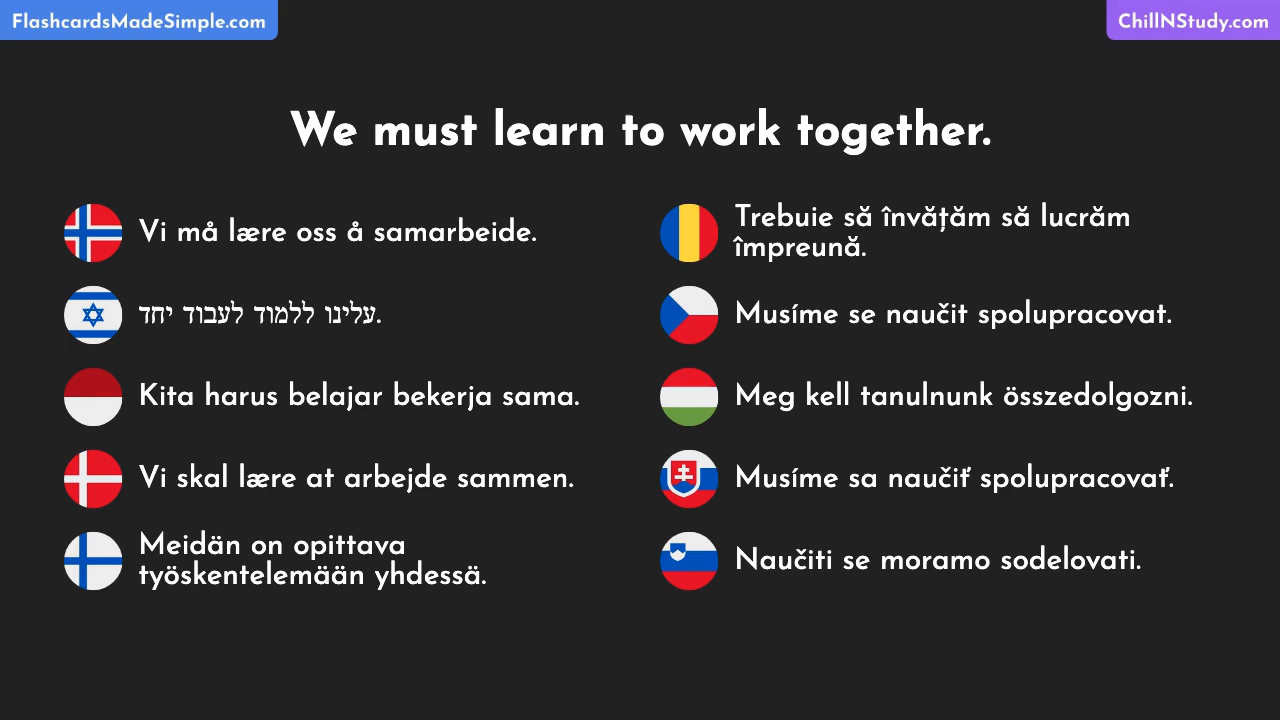 FlashcardsMadeSimple.com
ChillNStudy.com
We must learn to work together.
Vi må lære oss å samarbeide.
עלינו ללמוד לעבוד יחד.
Kita harus belajar bekerja sama.
Vi skal lære at arbejde sammen.
Meidän on opittava
työskentelemään yhdessä.
Trebuie să învățăm să lucrăm
împreună.
Musíme se naučit spolupracovat.
Meg kell tanulnunk összedolgozni.
Musíme sa naučiť spolupracovať.
Naučiti se moramo sodelovati.